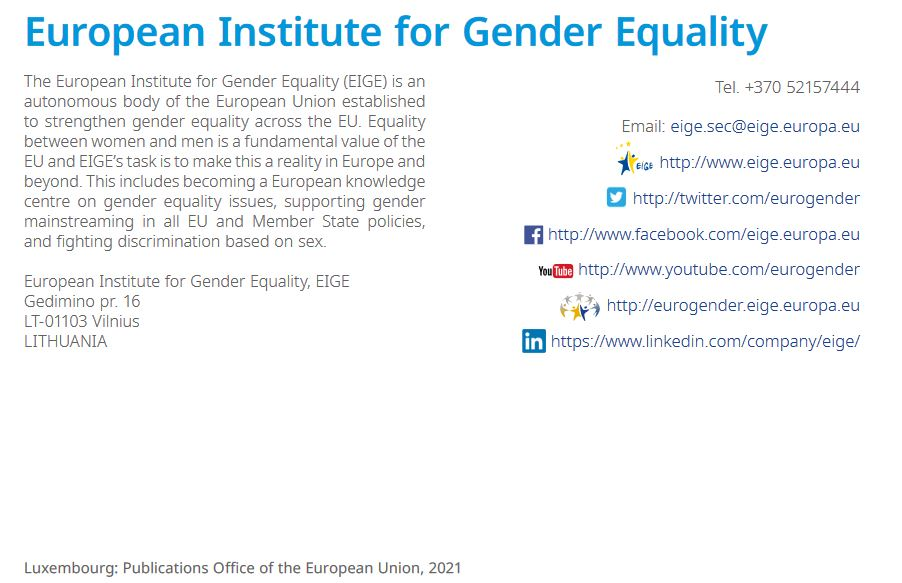 European Institute for Gender Equality
The European Institute for Gender Equality (EIGE) is an
autonomous body of the European Union established
to strengthen gender equality across the EU. Equality
between women and men is a fundamental value of the
EU and EIGE’s task is to make this a reality in Europe and
beyond. This includes becoming a European knowledge
centre on gender equality issues, supporting gender
mainstreaming in all EU and Member State policies,
and fighting discrimination based on sex.
European Institute for Gender Equality, EIGE
Gedimino pr. 16
LT-01103 Vilnius
LITHUANIA
Tel. +370 52157444
Email: eige.sec@eige.europa.eu
EIGE http://www.eige.europa.eu
http://twitter.com/eurogender
http://www.facebook.com/eige.europa.eu
YouTube http://www.youtube.com/eurogender
http://eurogender.eige.europa.eu
in https://www.linkedin.com/company/eige/
Luxembourg: Publications Office of the European Union, 2021